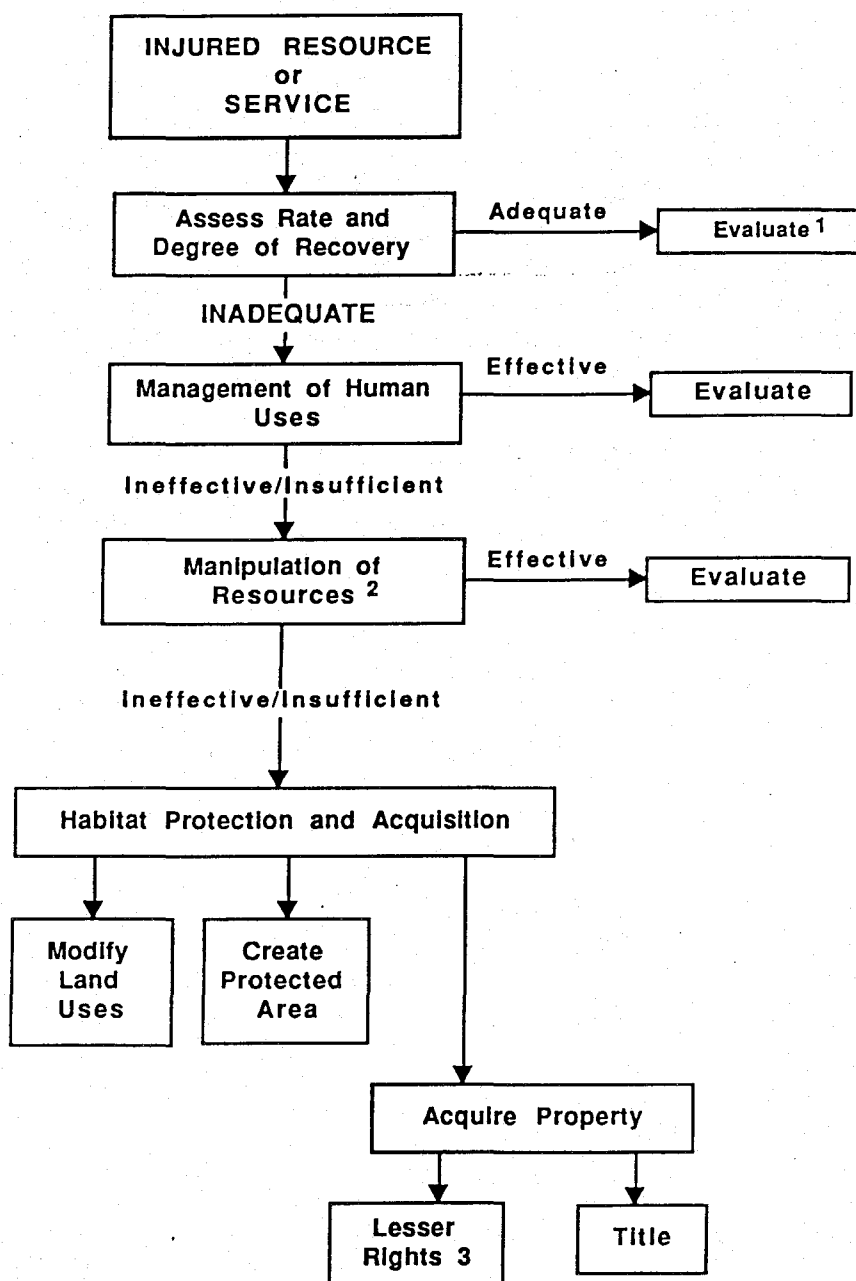 INJURED RESOURCE
or
SERVICE
Assess Rate and
Degree of Recovery
Adequate
Evaluate 1
INADEQUATE
Management of Human
Uses
Effective
Evaluate
Ineffective/Insufficient
Manipulation of
Resources 2
Effective
Evaluate
Ineffective/Insufficient
Habitat Protection and Acquisition
Modify
Land
Uses
Create
Protected
Area
Acquire Property
Lesser
Rights 3
Title